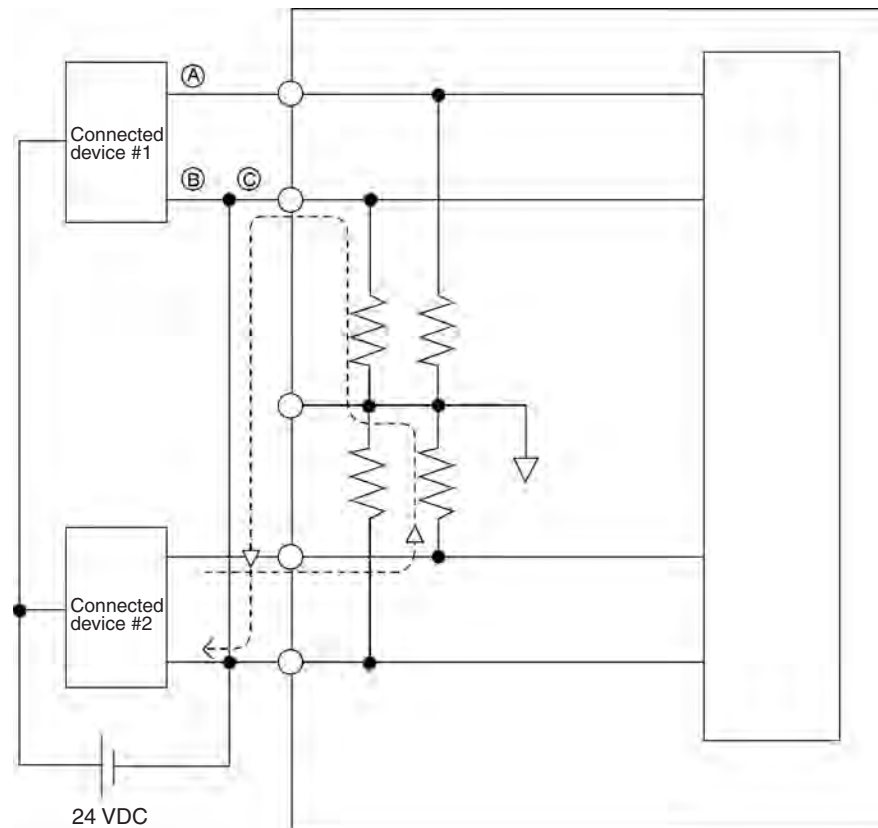 Ⓐ
Connected
device #1
Ⓑ Ⓒ
Connected
device #2
24 VDC